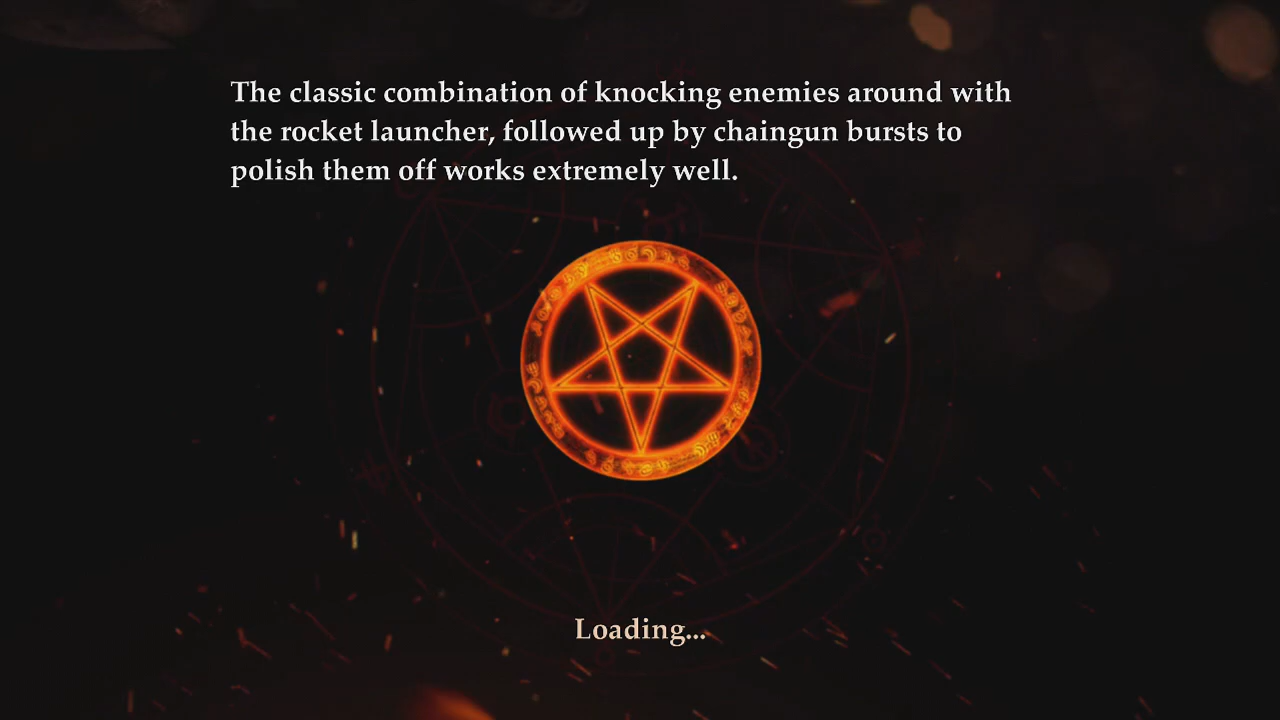 The classic combination of knocking enemies around with
the rocket launcher, followed up by chaingun bursts to
polish them off works extremely well.
Loading...